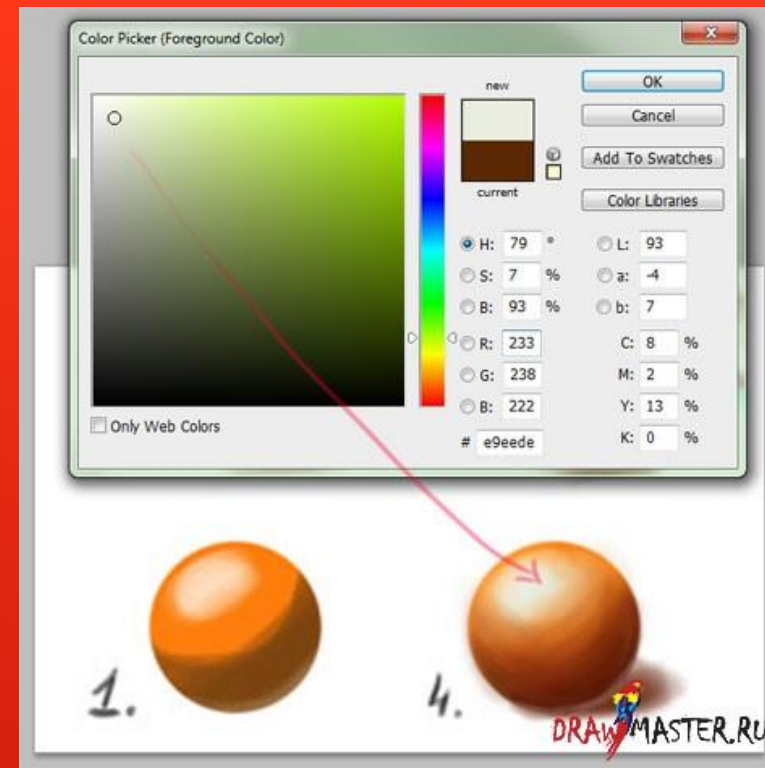 Color Picker (Foreground Color)
x
new
OK
Cancel
Add To Swatches
current
Color Libraries
H: 79 °
L: 93
S: 7 %
a: -4
B: 93 %
b: 7
R: 233
C: 8 %
G: 238
M: 2 %
B: 222
Y: 13 %
Only Web Colors
# e9eede
K: 0 %
1.
4.
DRAWMASTER.RU